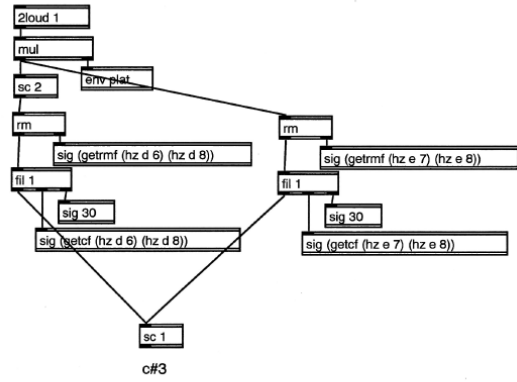 2loud 1
mul
env plat
sc 2
rm
sig (getrmf (hz d 6) (hz d 8))
fil 1
sig 30
sig (getcf (hz d 6) (hz d 8))
rm
sig (getrmf (hz e 7) (hz e 8))
fil 1
sig 30
sig (getcf (hz e 7) (hz e 8))
sc 1
c#3